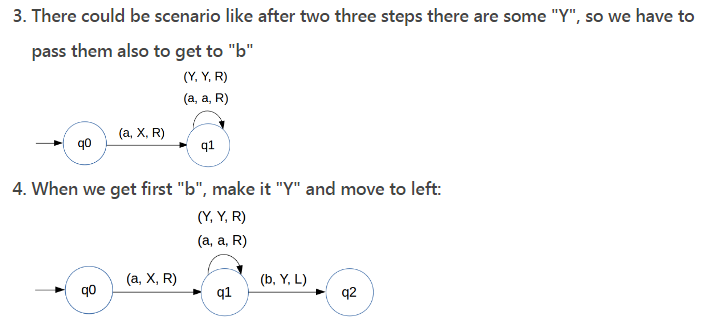 3. There could be scenario like after two three steps there are some "Y", so we have to
pass them also to get to "b"
(Y, Y, R)
(a, a, R)
(a, X, R)
q0
q1
4. When we get first "b", make it "Y" and move to left:
(Y, Y, R)
(a, a, R)
(a, X, R)
(b, Y, L)
q0
q1
q2